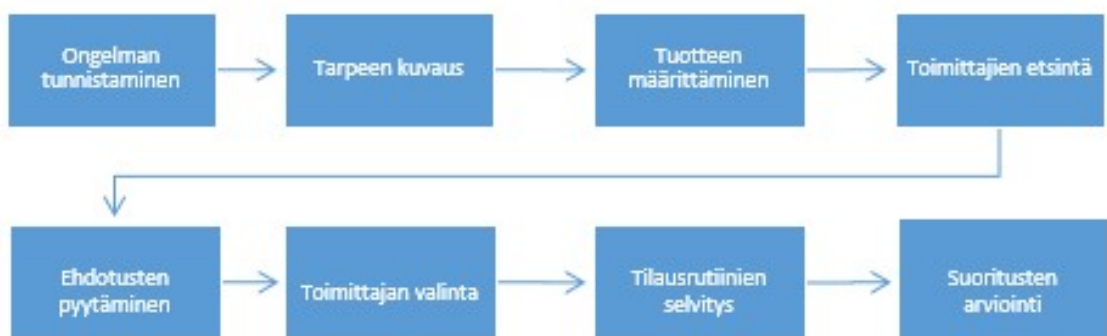 Ongelman
tunnistaminen
Tarpeen kuvaus
Tuotteen
määrittäminen
Toimittajien etsintä
Ehdotusten
pyytäminen
Toimittajan valinta
Tilausrutiinien
selvitys
Suoritusten
arviointi